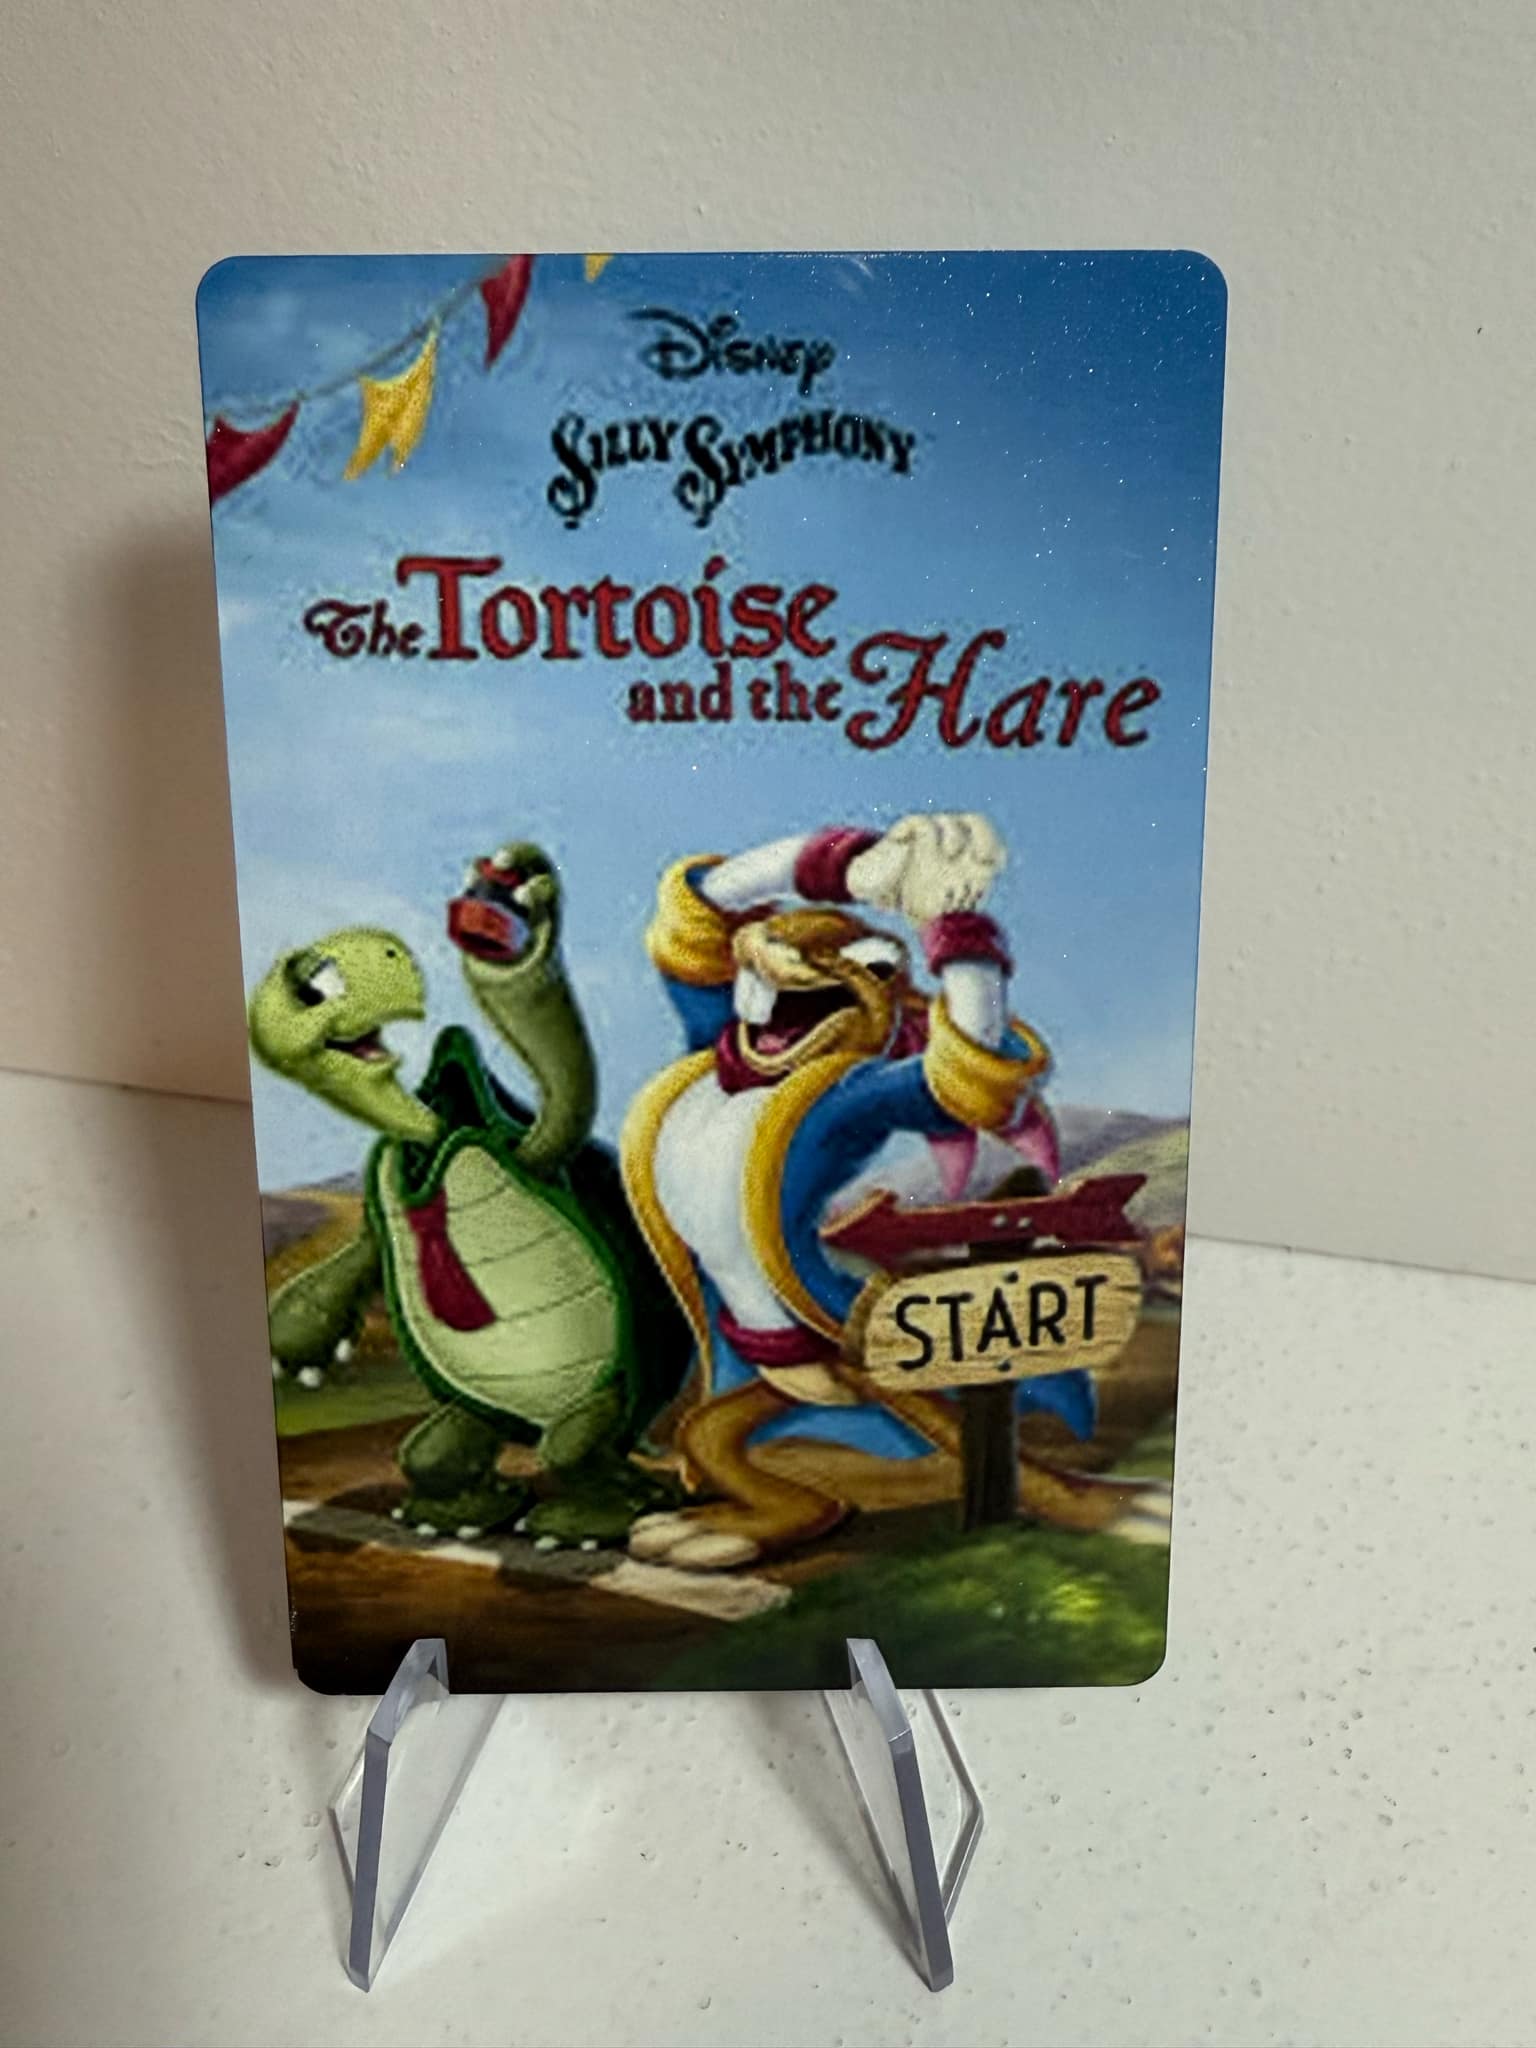 Disney
SILLY SYMPHONY
The Tortoise
and the Hare
START